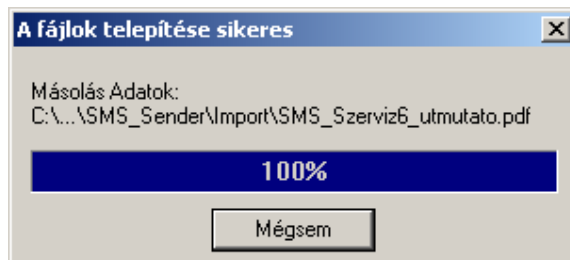 A fájlok telepítése sikeres
Másolás Adatok:
C:\...\SMS_Sender\Import\SMS_Szerviz6_utmutato.pdf
100%
Mégsem